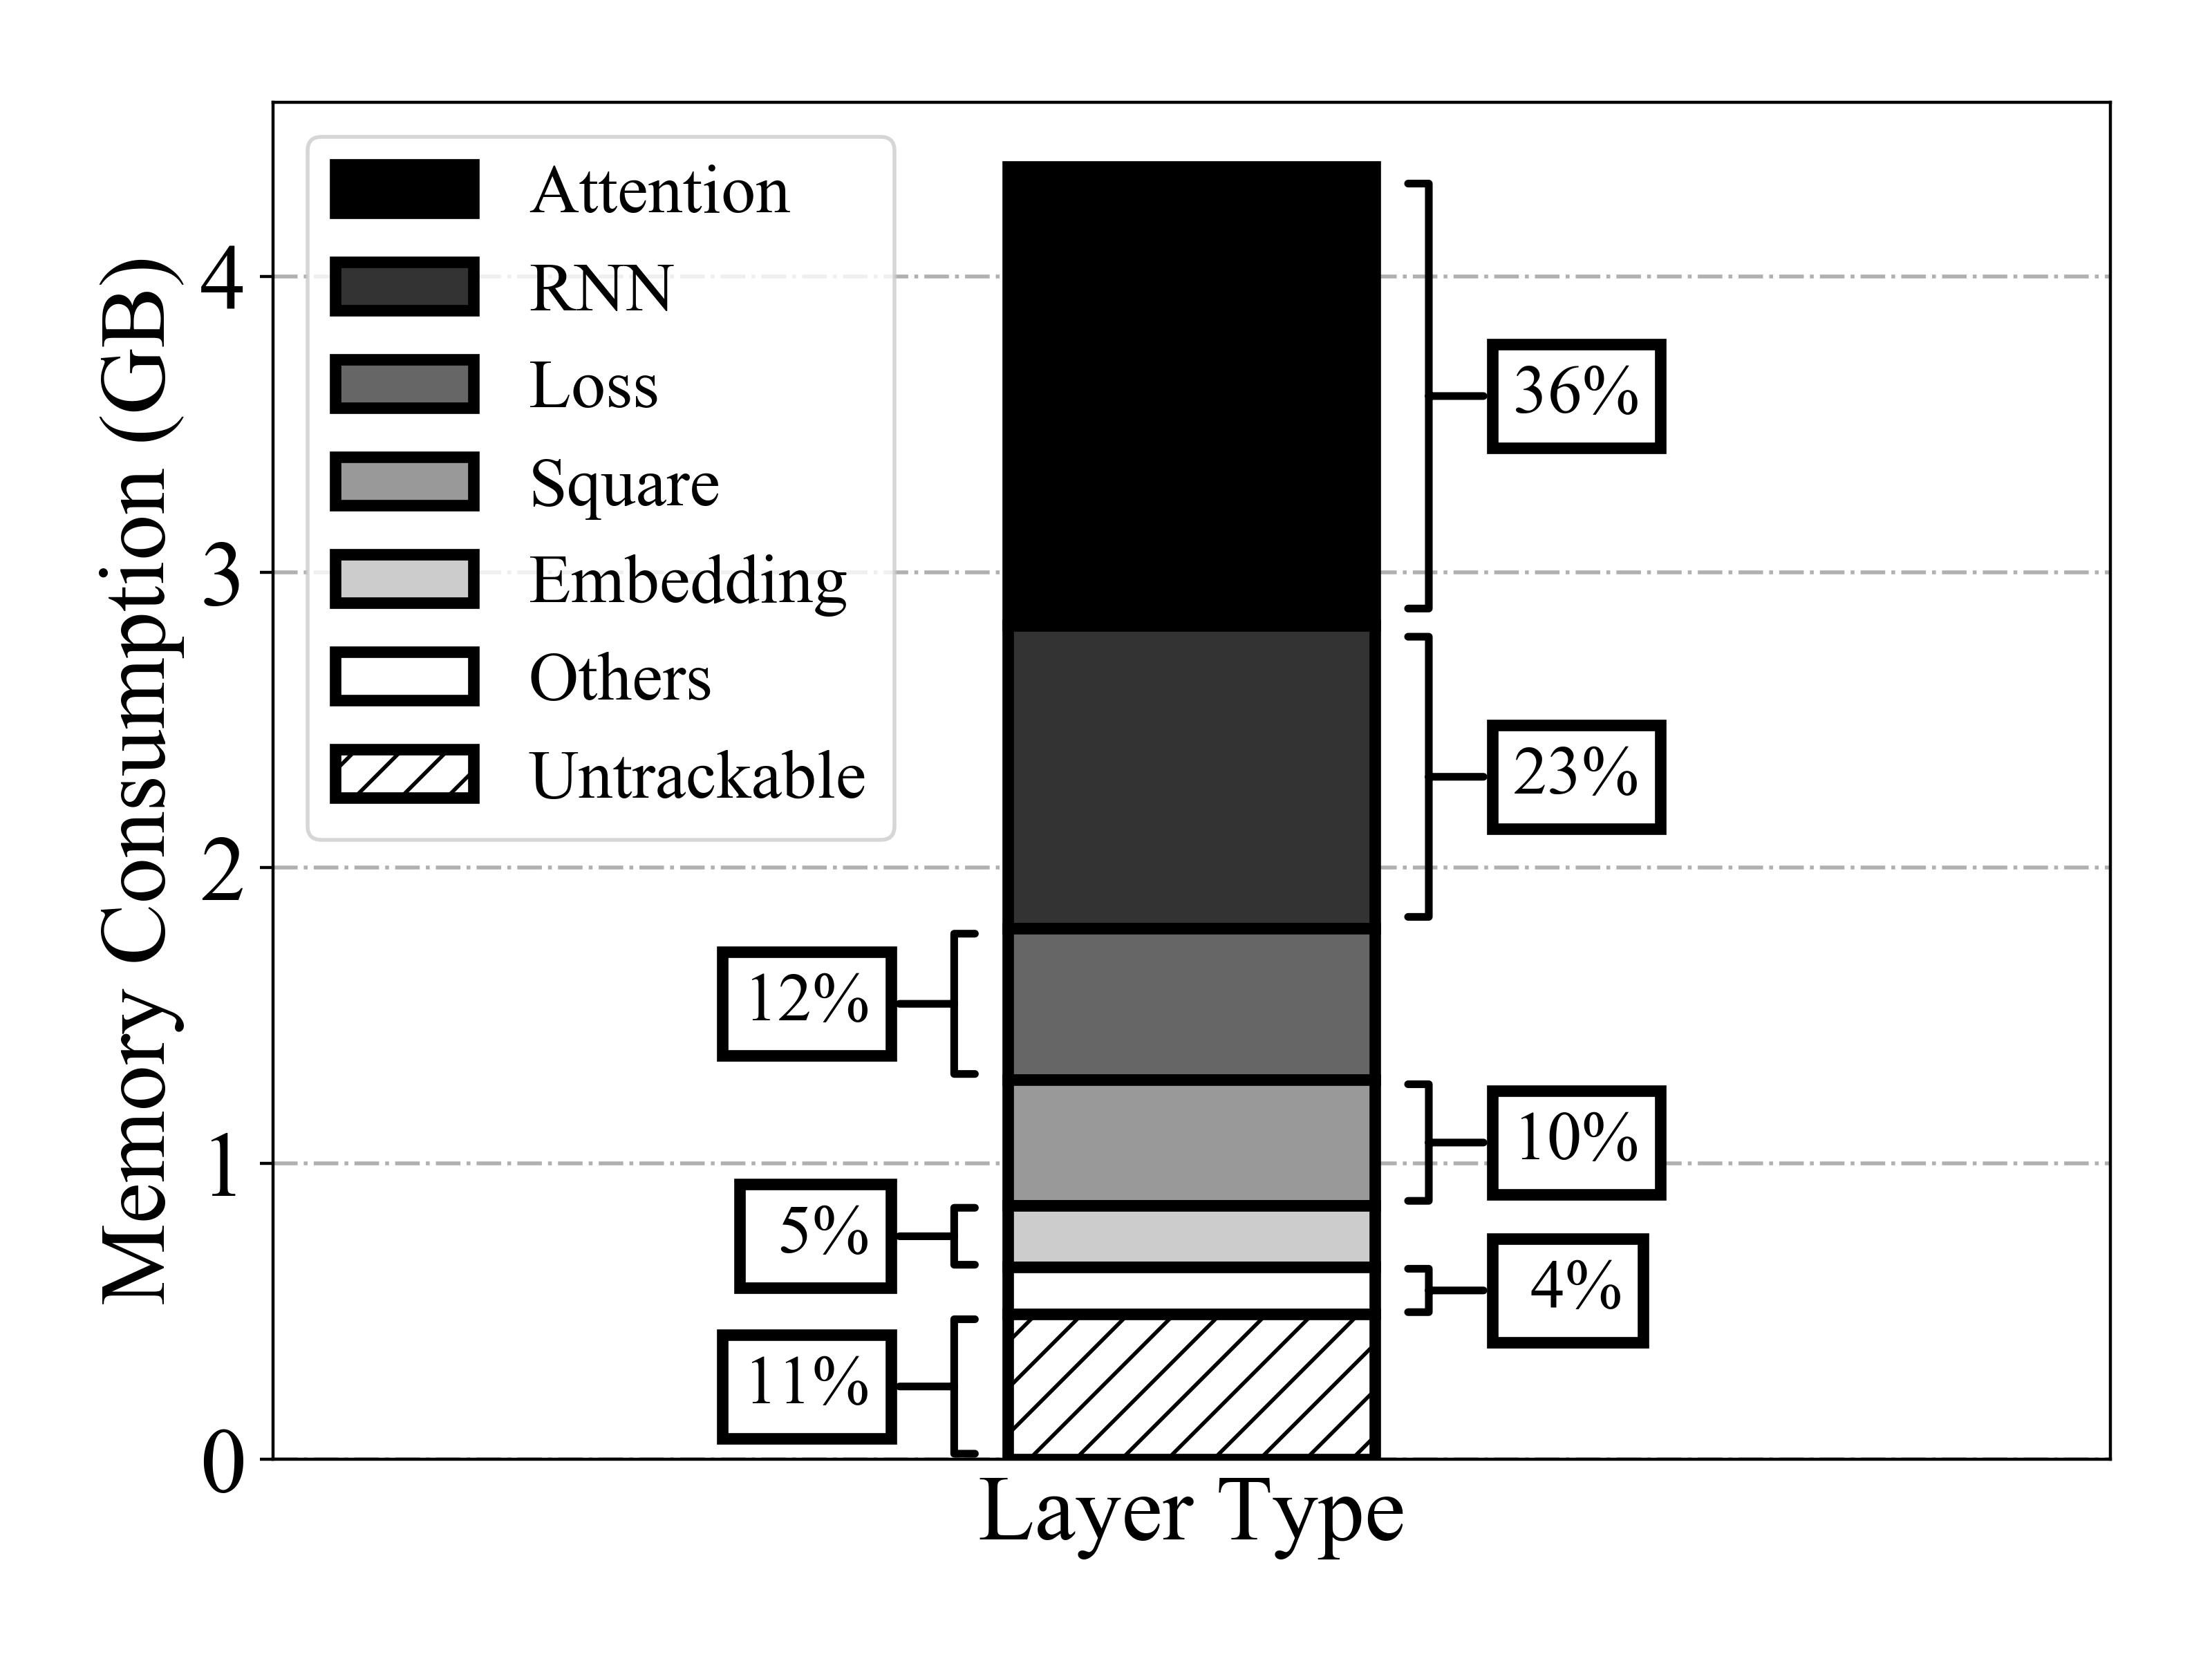 Memory Consumption (GB)
4
3
2
1
0
Attention
RNN
Loss
Square
Embedding
Others
Untrackable
36%
23%
12%
10%
5%
4%
11%
Layer Type